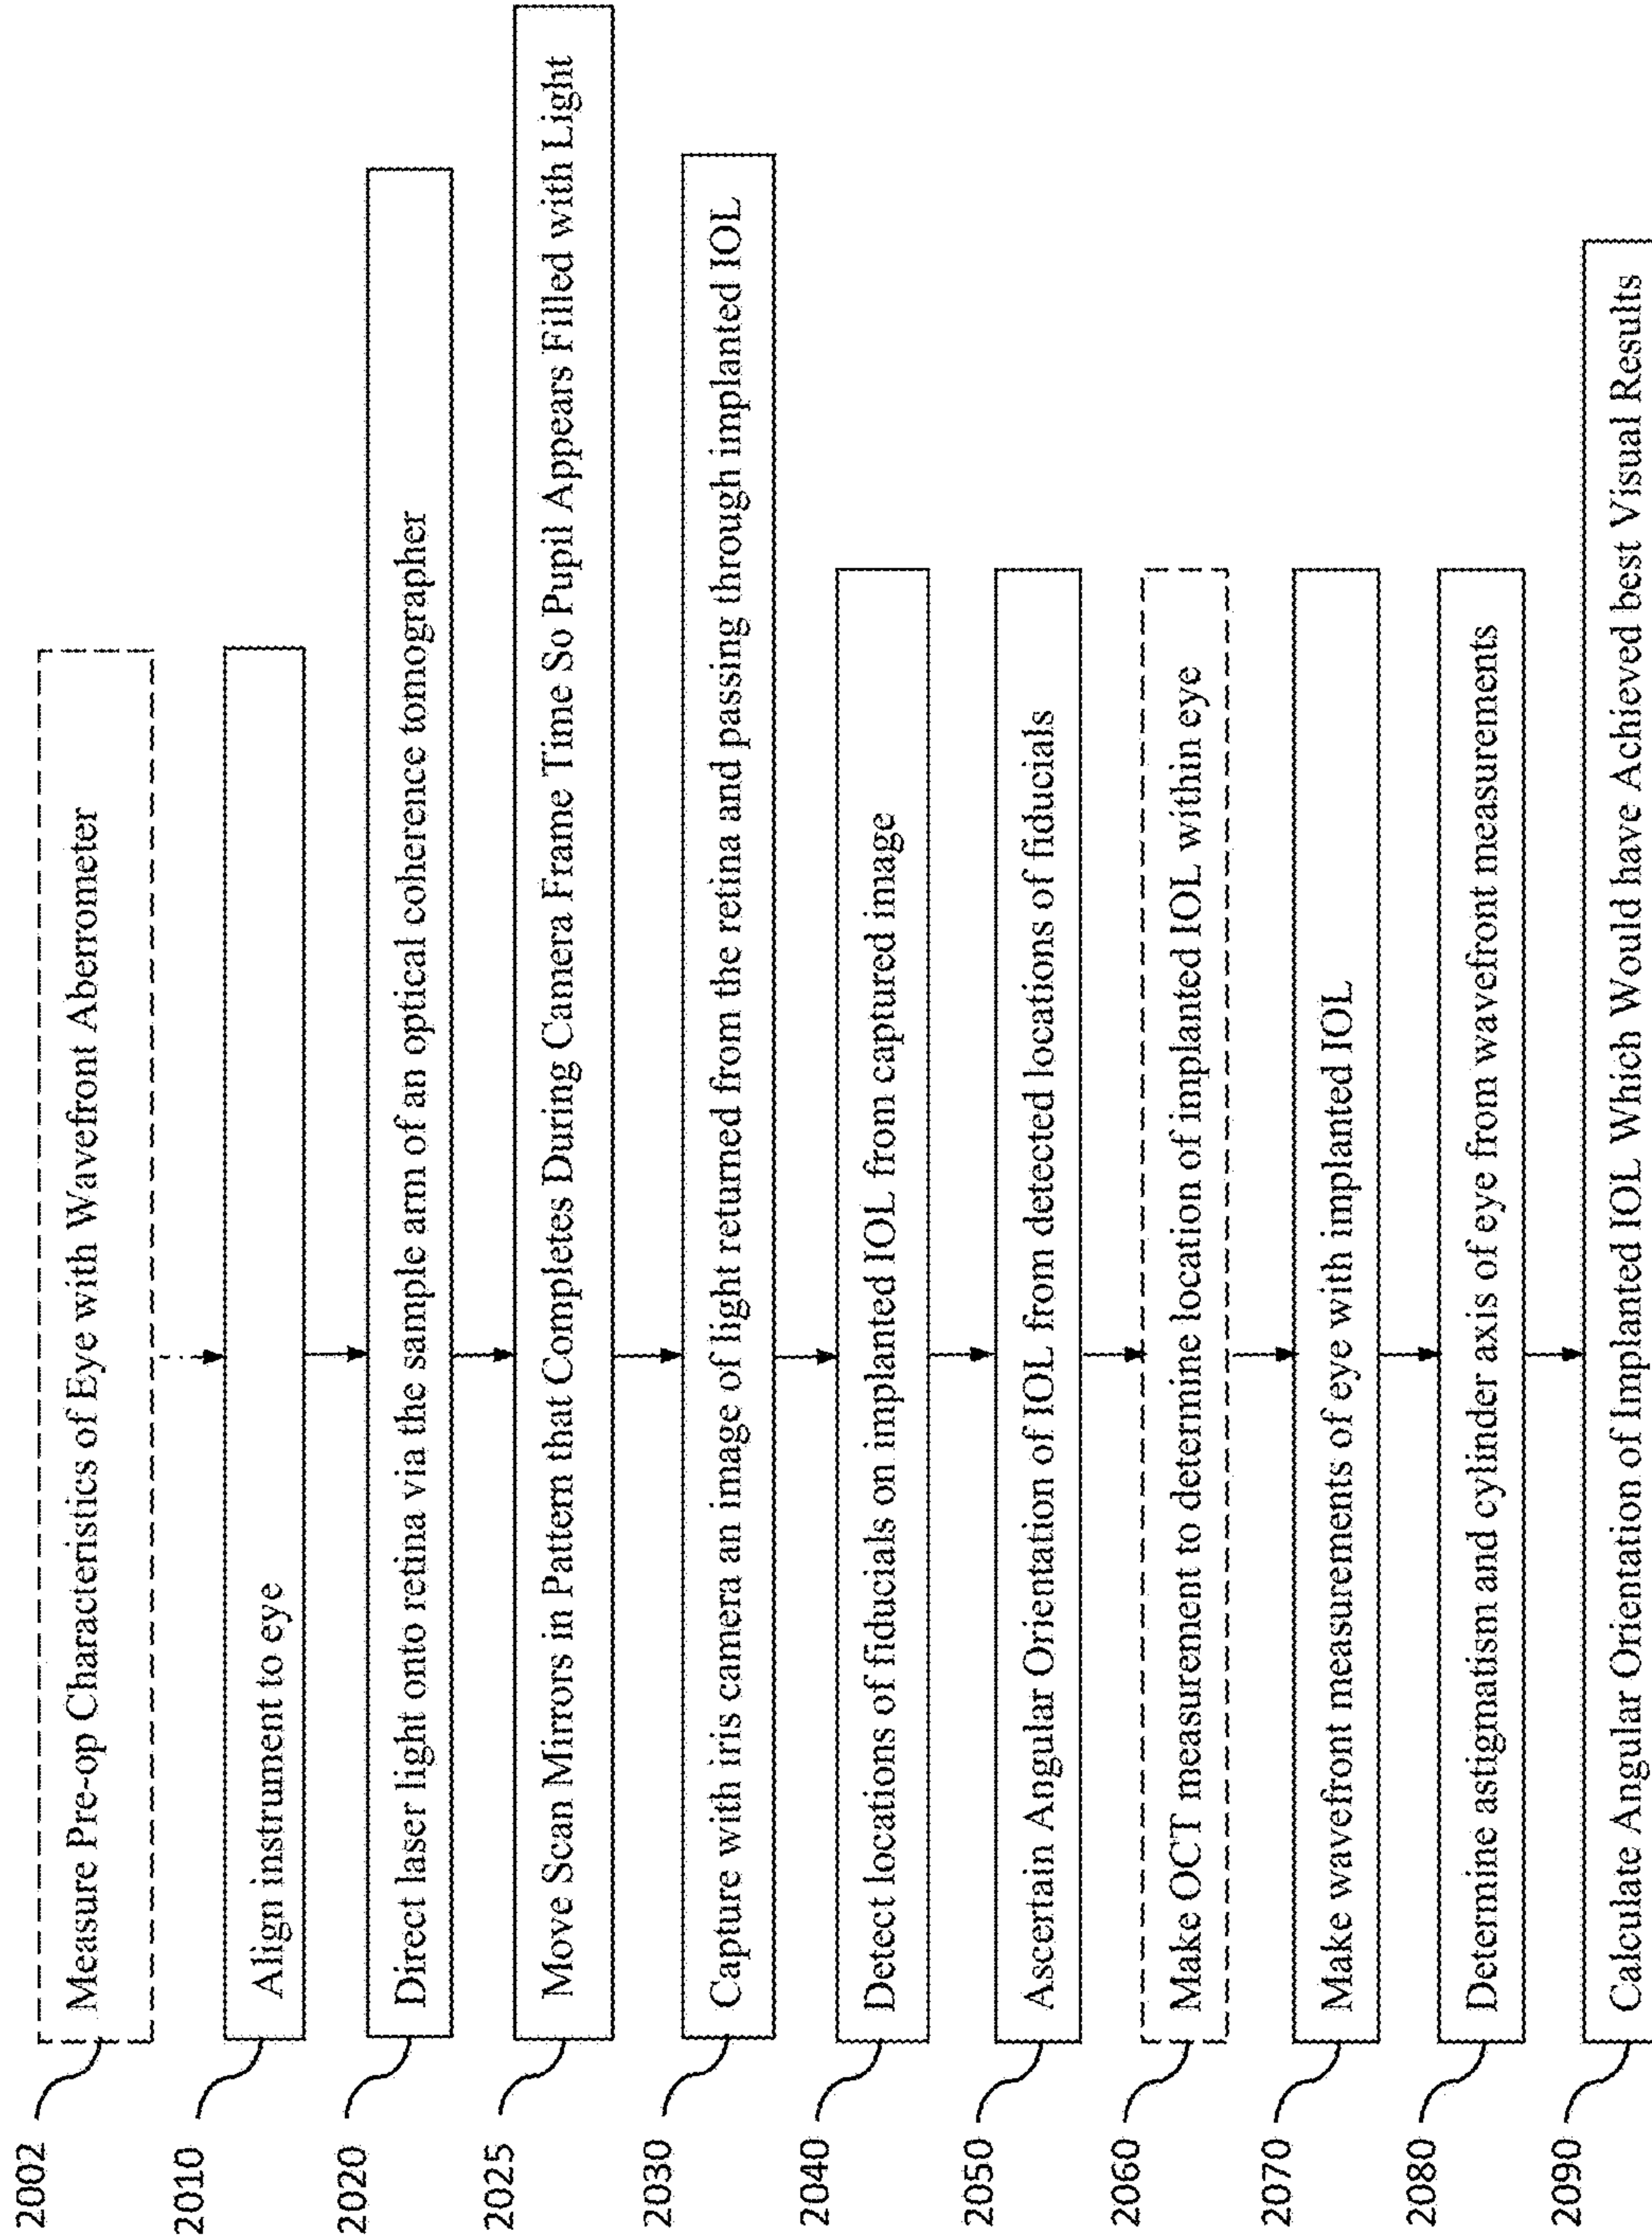 2002
Measure Pre-op Characteristics of Eye with Wavefront Aberrometer
2010
Align instrument to eye
2020
Direct laser light onto retina via the sample arm of an optical coherence tomographer
2025
Move Scan Mirrors in Pattern that Completes During Camera Frame Time So Pupil Appears Filled with Light
2030
Capture with iris camera an image of light returned from the retina and passing through implanted IOL
2040
Detect locations of fiducials on implanted IOL from captured image
2050
Ascertain Angular Orientation of IOL from detected locations of fiducials
2060
Make OCT measurement to determine location of implanted IOL within eye
2070
Make wavefront measurements of eye with implanted IOL
2080
Determine astigmatism and cylinder axis of eye from wavefront measurements
2090
Calculate Angular Orientation of Implanted IOL Which Would have Achieved best Visual Results